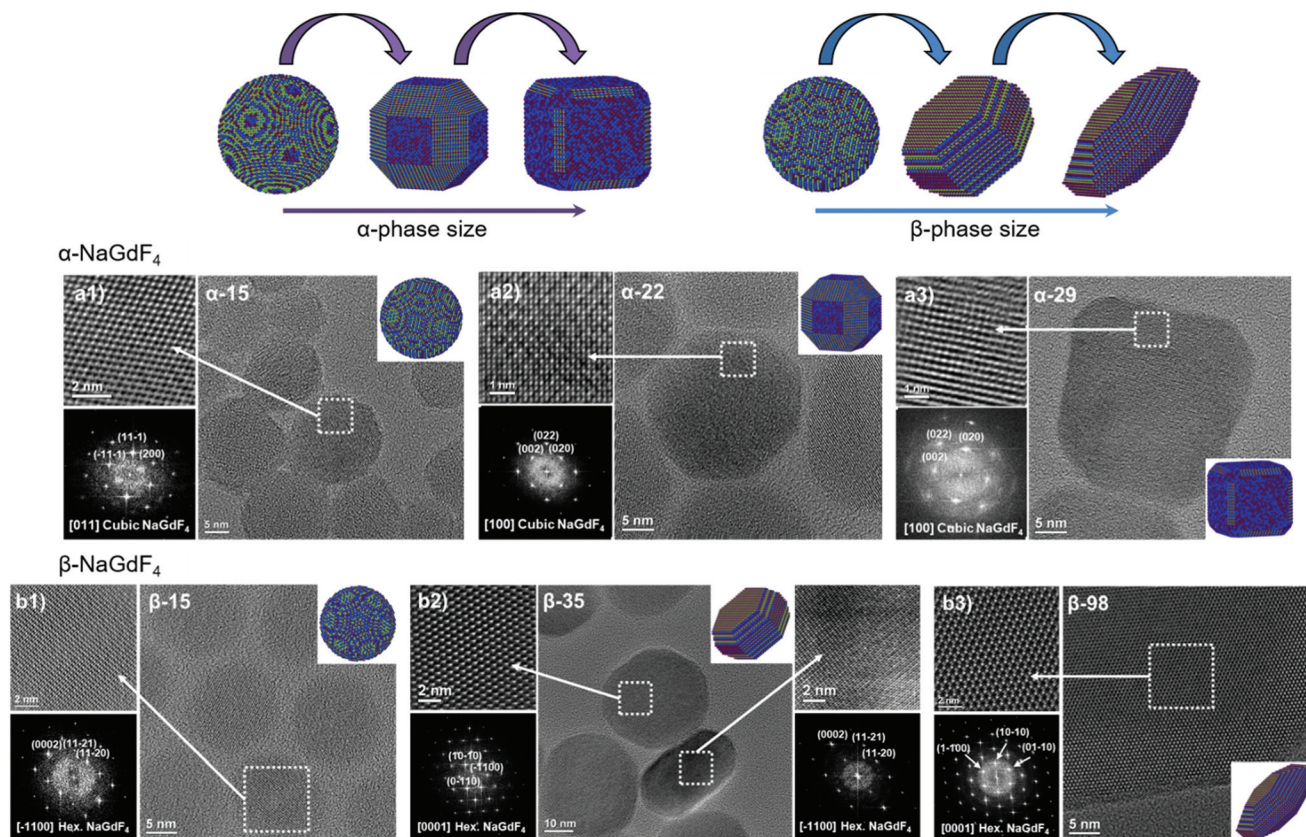 α-phase size
β-phase size
α-NaGdF₄
a1)
2 nm
(11-1)
(-11-1)
(200)
[011] Cubic NaGdF₄
α-15
5 nm
a2)
1 nm
(022)
(002)
(020)
[100] Cubic NaGdF₄
α-22
5 nm
a3)
1 nm
(022)
(020)
(002)
[100] Cubic NaGdF₄
α-29
5 nm
β-NaGdF₄
b1)
2 nm
(0002)
(11-21)
(11-20)
[-1100] Hex. NaGdF₄
β-15
5 nm
b2)
2 nm
(10-10)
(-1100)
(0-110)
[0001] Hex. NaGdF₄
β-35
10 nm
2 nm
(0002)
(11-21)
(11-20)
[-1100] Hex. NaGdF₄
b3)
2 nm
(10-10)
(1-100)
(01-10)
[0001] Hex. NaGdF₄
β-98
5 nm